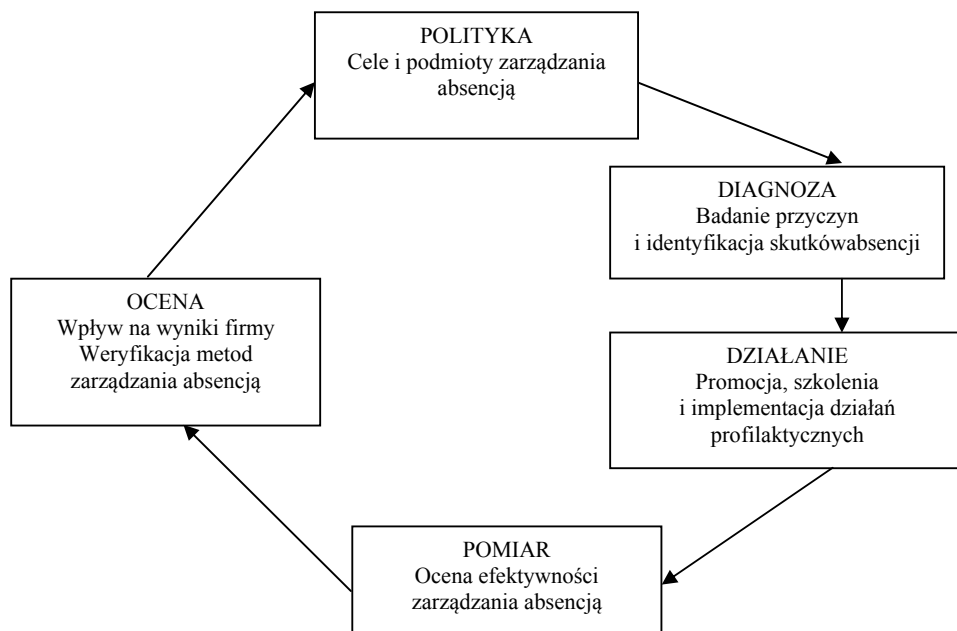 POLITYKA
Cele i podmioty zarządzania
absencją
DIAGNOZA
Badanie przyczyn
i identyfikacja skutkówabsencji
DZIAŁANIE
Promocja, szkolenia
i implementacja działań
profilaktycznych
POMIAR
Ocena efektywności
zarządzania absencją
OCENA
Wpływ na wyniki firmy
Weryfikacja metod
zarządzania absencją